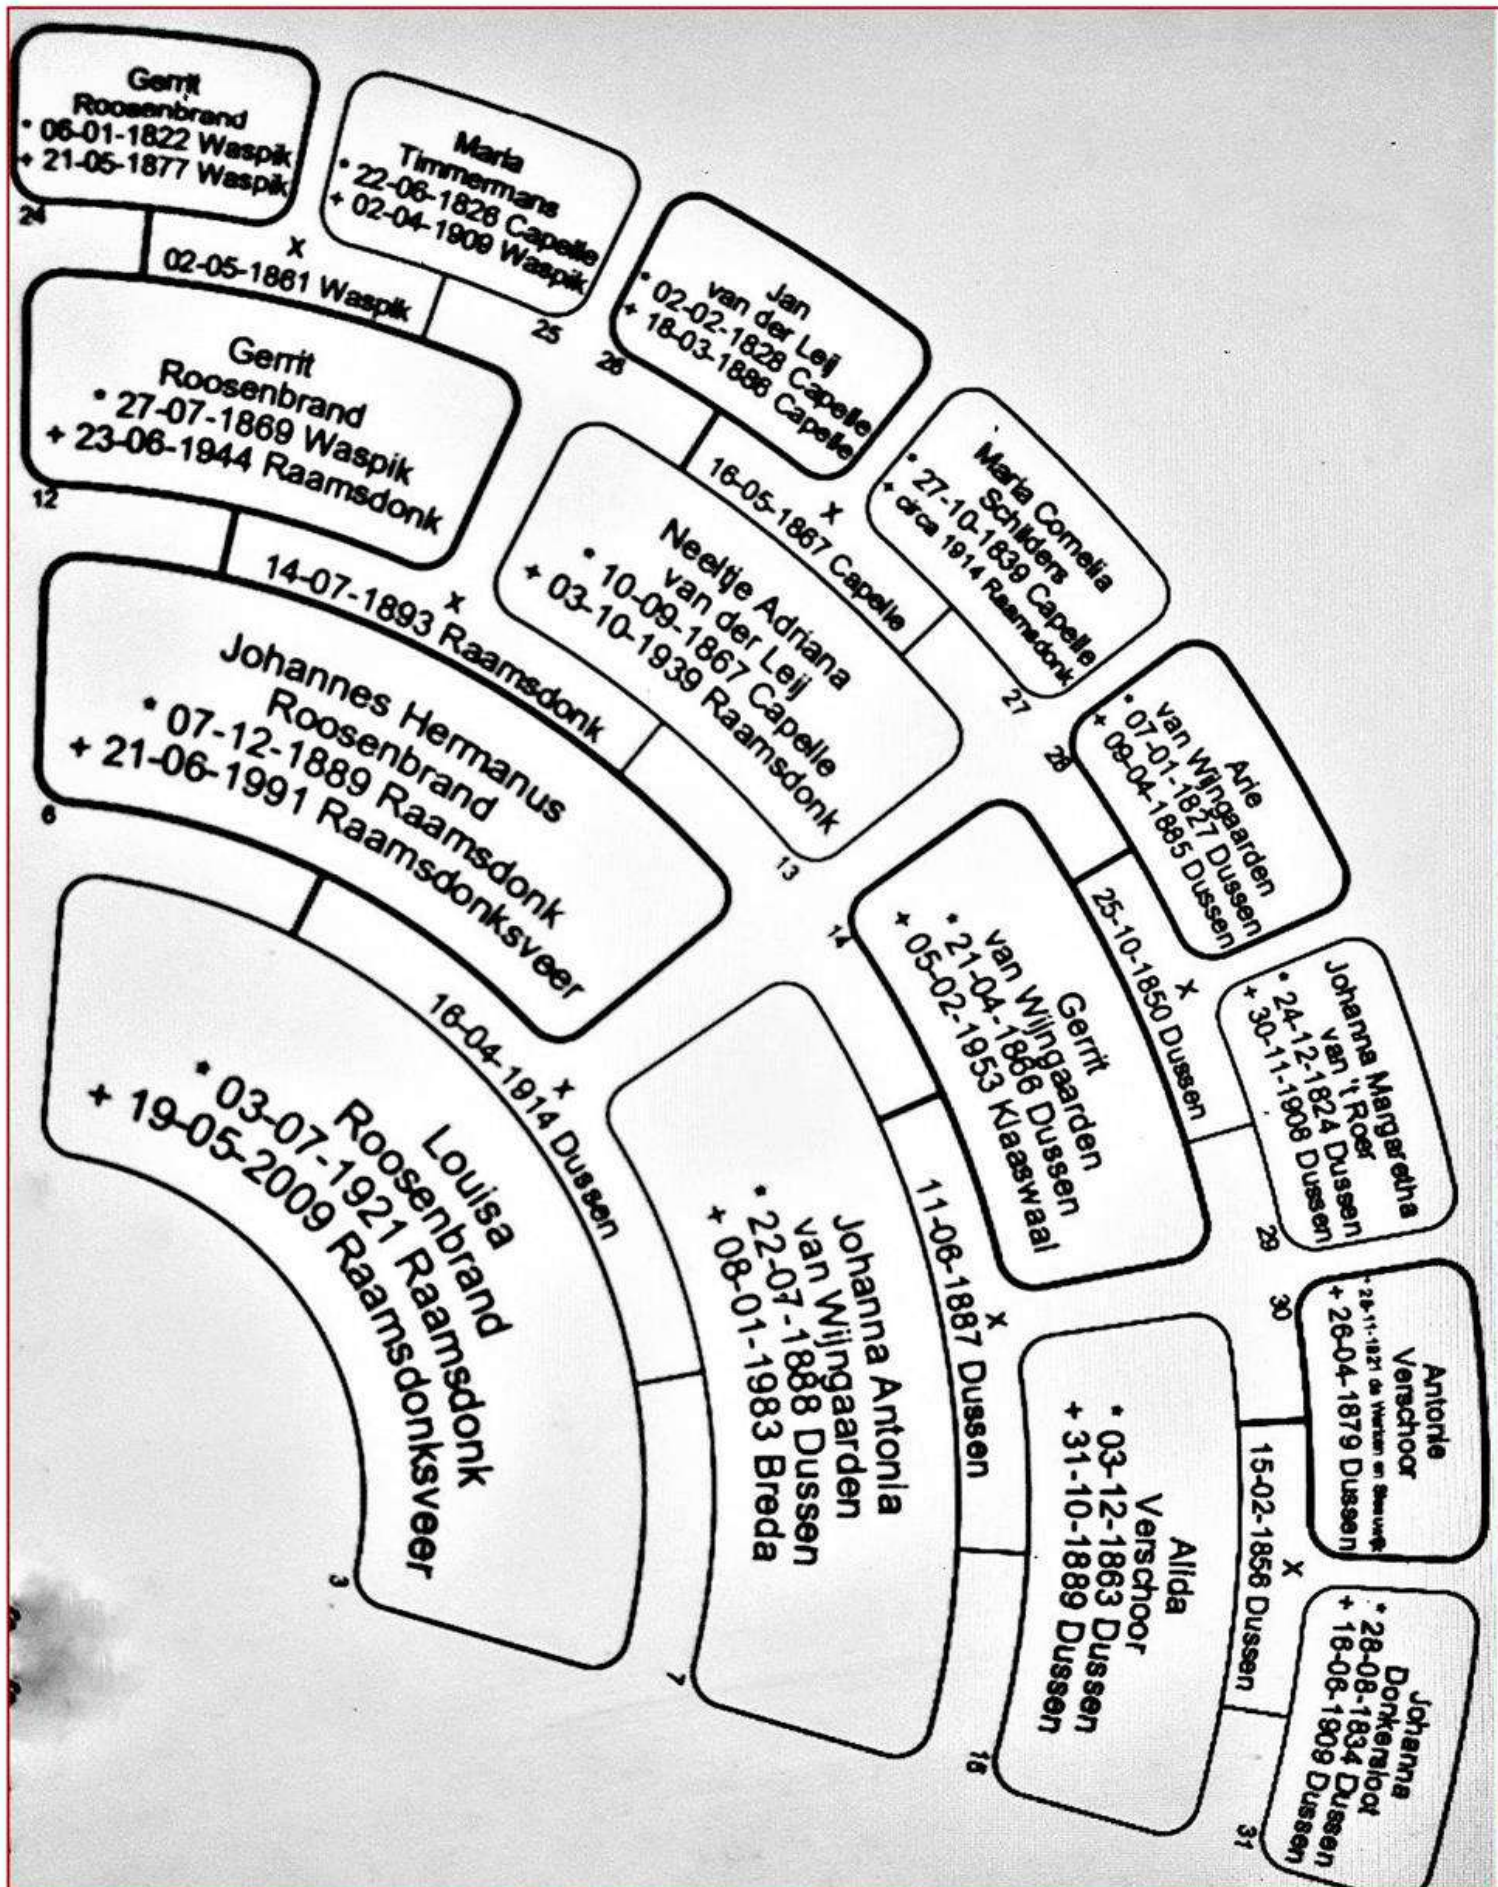 Gerrit
Roosenbrand
* 06-01-1822 Waspik
+ 21-05-1877 Waspik
24
x
02-05-1861 Waspik
Maria
Timmermans
* 22-06-1826 Capelle
+ 02-04-1909 Waspik
25
Jan
van der Leij
* 02-02-1828 Capelle
+ 18-03-1886 Capelle
26
x
16-05-1867 Capelle
Maria Cornelia
Schilders
* 27-10-1839 Capelle
+ circa 1914 Raamsdonk
27
Arie
van Wijngaarden
* 07-01-1827 Dussen
+ 09-04-1885 Dussen
28
x
25-10-1850 Dussen
Johanna Margaretha
van 't Roer
* 24-12-1824 Dussen
+ 30-11-1906 Dussen
29
Antonie
Verschoor
* 28-11-1821 de Werken en Sleeuwijk
+ 26-04-1879 Dussen
30
x
15-02-1856 Dussen
Johanna
Donkersloot
* 28-08-1834 Dussen
+ 16-06-1909 Dussen
31
Gerrit
Roosenbrand
* 27-07-1869 Waspik
+ 23-06-1944 Raamsdonk
12
x
14-07-1893 Raamsdonk
Neeltje Adriana
van der Leij
* 10-09-1867 Capelle
+ 03-10-1939 Raamsdonk
13
Gerrit
van Wijngaarden
* 21-04-1866 Dussen
+ 05-02-1953 Klaaswaal
14
x
11-06-1887 Dussen
Alida
Verschoor
* 03-12-1863 Dussen
+ 31-10-1889 Dussen
15
Johannes Hermanus
Roosenbrand
* 07-12-1889 Raamsdonk
+ 21-06-1991 Raamsdonksveer
6
x
16-04-1914 Dussen
Johanna Antonia
van Wijngaarden
* 22-07-1888 Dussen
+ 08-01-1983 Breda
7
Louisa
Roosenbrand
* 03-07-1921 Raamsdonk
+ 19-05-2009 Raamsdonksveer
3